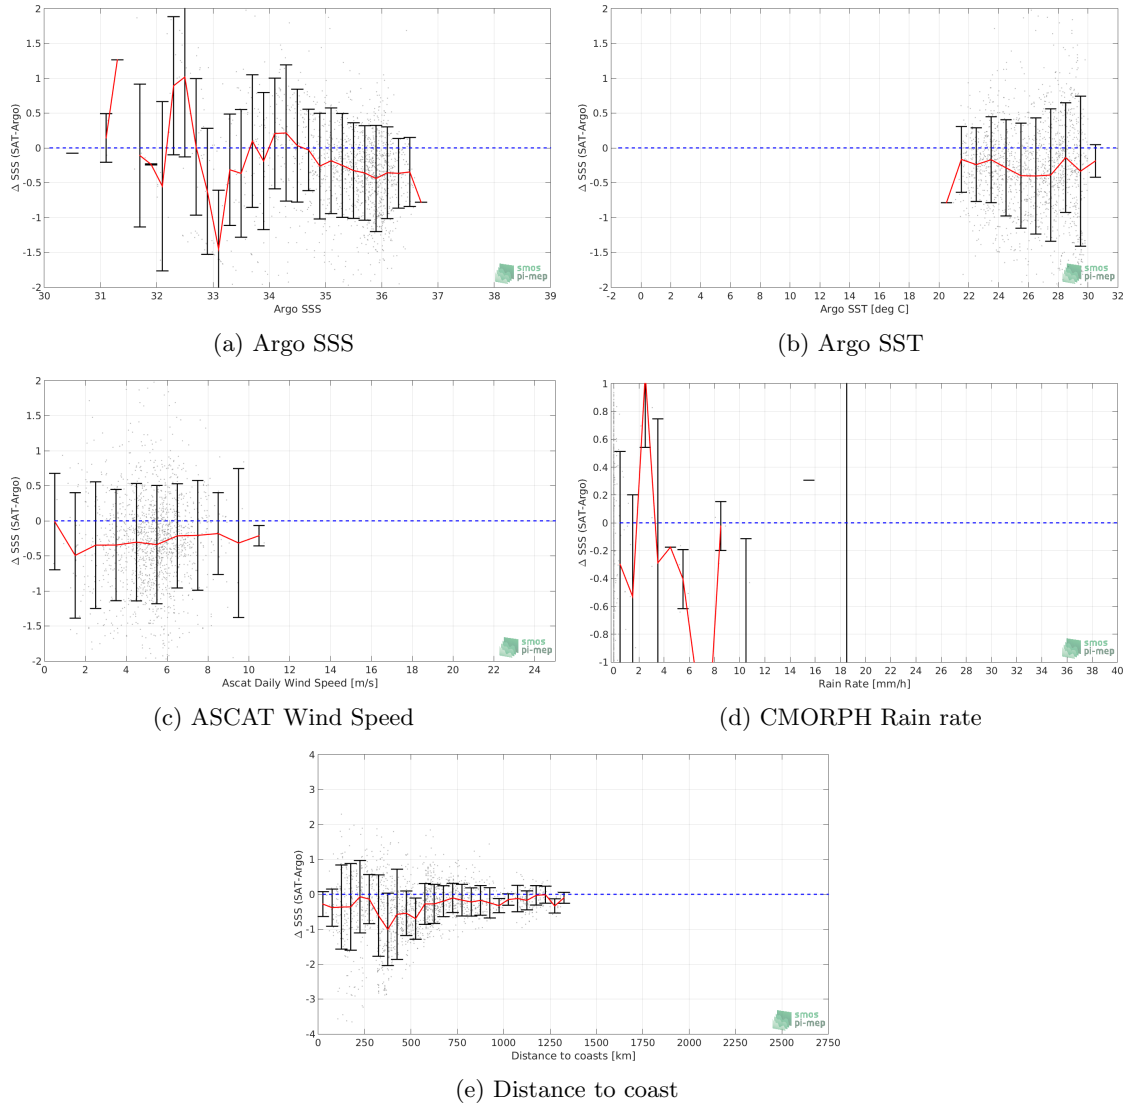 2
1.5
1
0.5
0
-0.5
-1
-1.5
-2
Δ SSS (SAT-Argo)
30 31 32 33 34 35 36 37 38 39
Argo SSS
smos
pi-mep
(a) Argo SSS
2
1.5
1
0.5
0
-0.5
-1
-1.5
-2
Δ SSS (SAT-Argo)
-2 0 2 4 6 8 10 12 14 16 18 20 22 24 26 28 30 32
Argo SST [deg C]
smos
pi-mep
(b) Argo SST
2
1.5
1
0.5
0
-0.5
-1
-1.5
-2
Δ SSS (SAT-Argo)
0 2 4 6 8 10 12 14 16 18 20 22 24
Ascat Daily Wind Speed [m/s]
smos
pi-mep
(c) ASCAT Wind Speed
1
0.8
0.6
0.4
0.2
0
-0.2
-0.4
-0.6
-0.8
-1
Δ SSS (SAT-Argo)
0 2 4 6 8 10 12 14 16 18 20 22 24 26 28 30 32 34 36 38 40
Rain Rate [mm/h]
smos
pi-mep
(d) CMORPH Rain rate
4
3
2
1
0
-1
-2
-3
-4
Δ SSS (SAT-Argo)
0 250 500 750 1000 1250 1500 1750 2000 2250 2500 2750
Distance to coasts [km]
smos
pi-mep
(e) Distance to coast